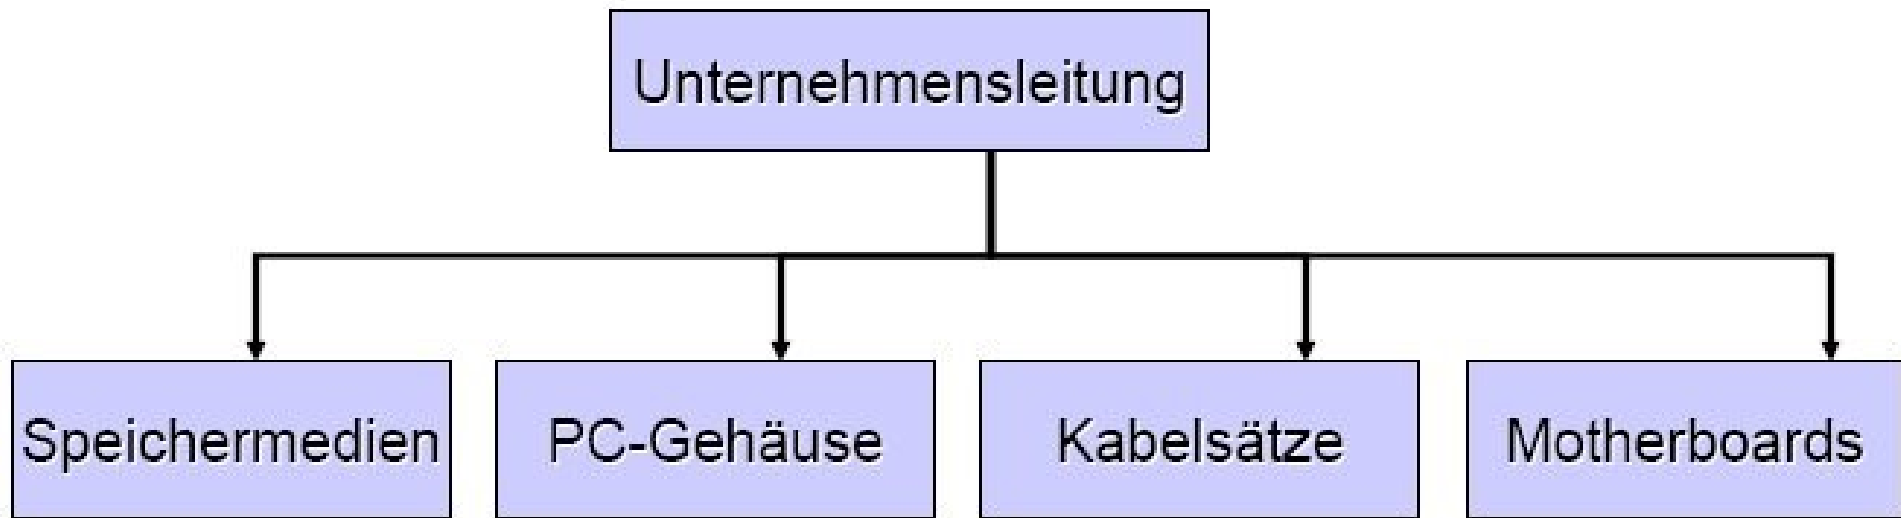 Unternehmensleitung
Speichermedien
PC-Gehäuse
Kabelsätze
Motherboards